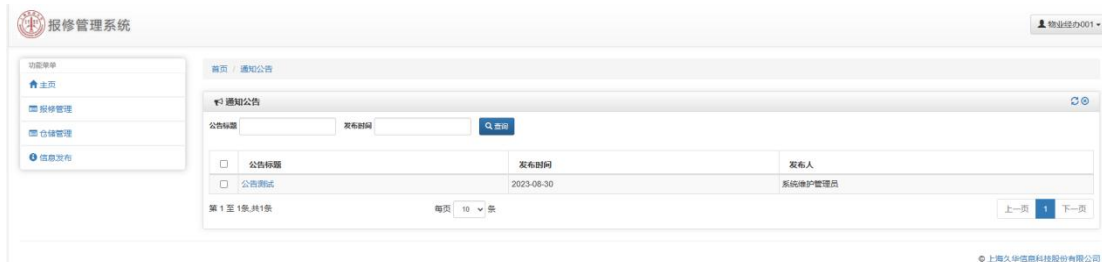 报修管理系统
物业经办001
功能菜单
主页
报修管理
仓储管理
信息发布
首页 / 通知公告
通知公告
公告标题 发布时间 查询
公告标题 发布时间 发布人
公告测试 2023-08-30 系统维护管理员
第 1 至 1条,共1条 每页 10 条 上一页 1 下一页
© 上海久华信息科技股份有限公司